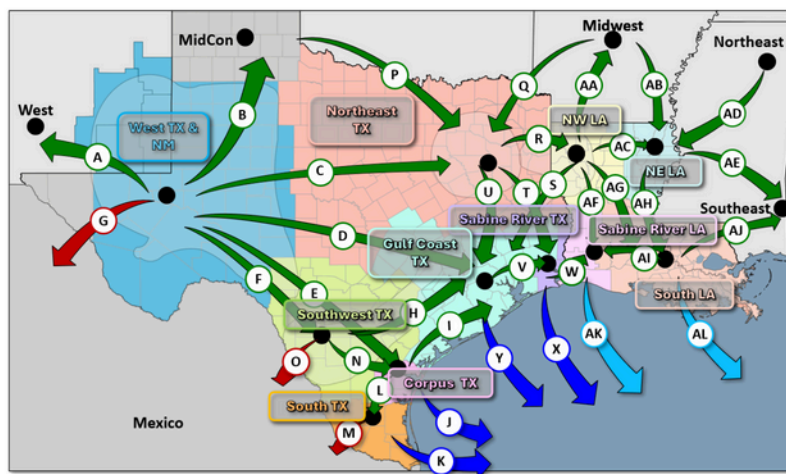 Midwest
MidCon
Northeast
P
Q
AA
AB
West
B
Northeast
TX
NW LA
AD
West TX &
NM
R
AC
A
AE
C
U
T
S
NE LA
AF
AG
AH
Southeast
G
Sabine River TX
Sabine River LA
D
Gulf Coast
TX
AJ
F
E
V
W
AI
South LA
Southwest TX
H
I
AK
AL
O
N
Y
X
Corpus TX
L
South TX
Mexico
M
J
K